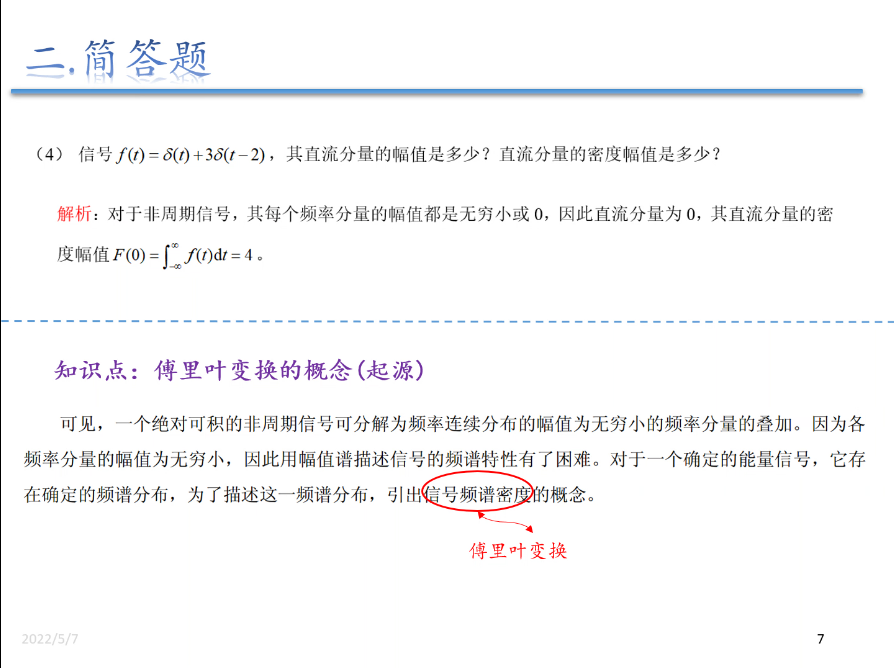 二.简答题
（4） 信号 f(t) = δ(t) + 3δ(t − 2)，其直流分量的幅值是多少？直流分量的密度幅值是多少？
解析：对于非周期信号，其每个频率分量的幅值都是无穷小或 0，因此直流分量为 0，其直流分量的密
度幅值 F(0) = ∫_{−∞}^{∞} f(t)dt = 4 。
知识点：傅里叶变换的概念(起源)
可见，一个绝对可积的非周期信号可分解为频率连续分布的幅值为无穷小的频率分量的叠加。因为各
频率分量的幅值为无穷小，因此用幅值谱描述信号的频谱特性有了困难。对于一个确定的能量信号，它存
在确定的频谱分布，为了描述这一频谱分布，引出信号频谱密度的概念。
傅里叶变换
2022/5/7
7